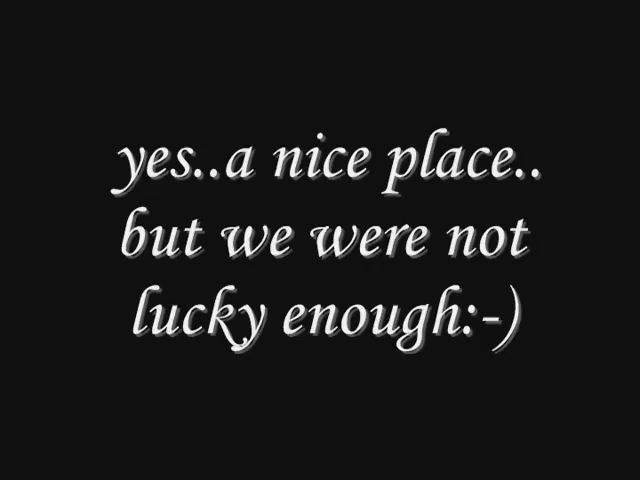 yes..a nice place..
but we were not
lucky enough:-)